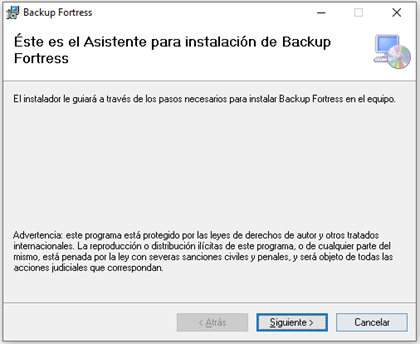 Backup Fortress
Éste es el Asistente para instalación de Backup
Fortress
El instalador le guiará a través de los pasos necesarios para instalar Backup Fortress en el equipo.
Advertencia: este programa está protegido por las leyes de derechos de autor y otros tratados
internacionales. La reproducción o distribución ilícitas de este programa, o de cualquier parte del
mismo, está penada por la ley con severas sanciones civiles y penales, y será objeto de todas las
acciones judiciales que correspondan.
< Atrás
Siguiente >
Cancelar